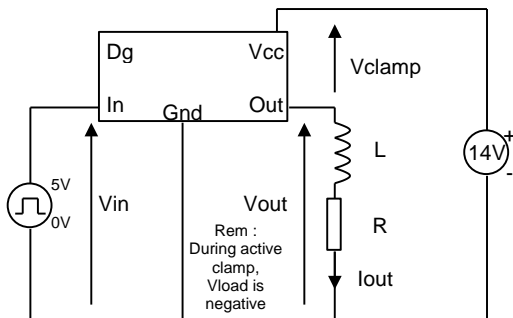 Dg
Vcc
In
Gnd
Out
Vclamp
L
14V
+
-
5V
0V
Vin
Vout
Rem :
During active
clamp,
Vload is
negative
R
Iout